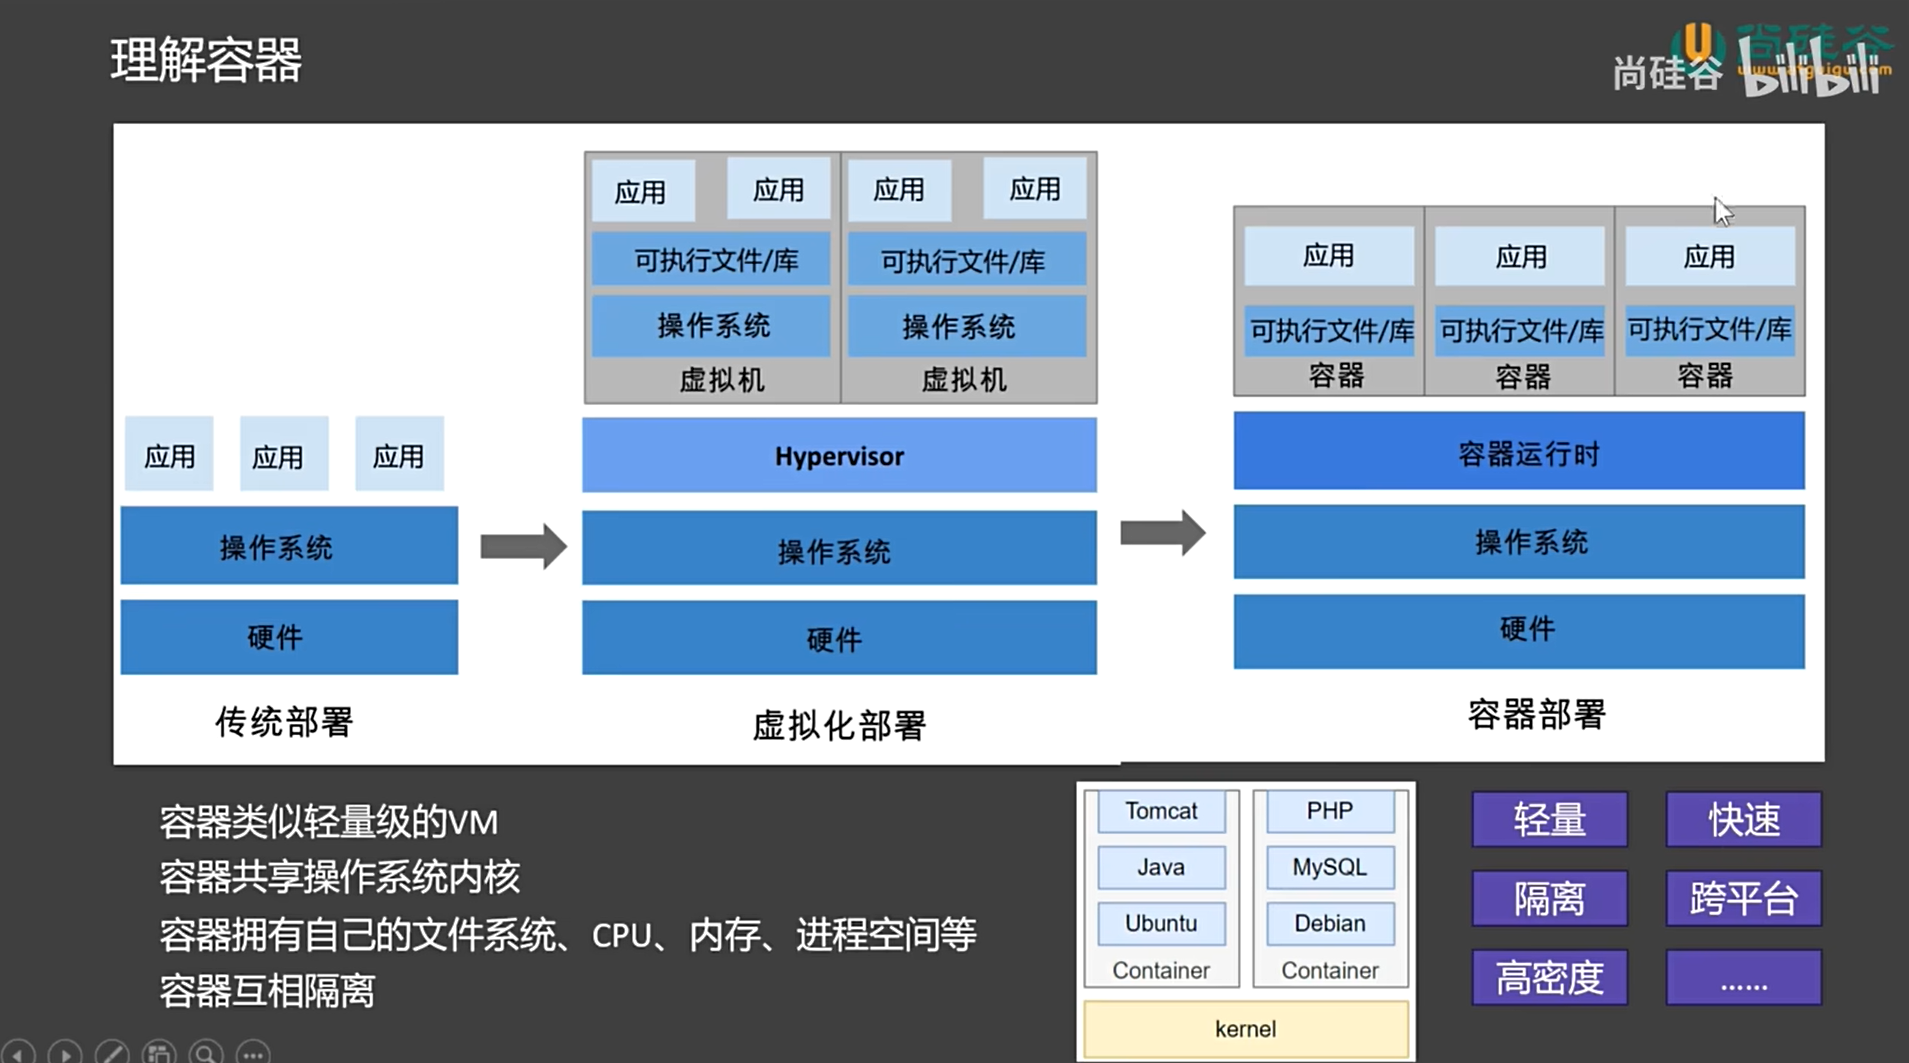 理解容器
尚硅谷
bilibili
尚硅谷
www.atguigu.com
应用 应用 应用
操作系统
硬件
传统部署
应用 应用 应用 应用
可执行文件/库 可执行文件/库
操作系统 操作系统
虚拟机 虚拟机
Hypervisor
操作系统
硬件
虚拟化部署
应用 应用 应用
可执行文件/库 可执行文件/库 可执行文件/库
容器 容器 容器
容器运行时
操作系统
硬件
容器部署
容器类似轻量级的VM
容器共享操作系统内核
容器拥有自己的文件系统、CPU、内存、进程空间等
容器互相隔离
Tomcat PHP
Java MySQL
Ubuntu Debian
Container Container
kernel
轻量 快速
隔离 跨平台
高密度 ……